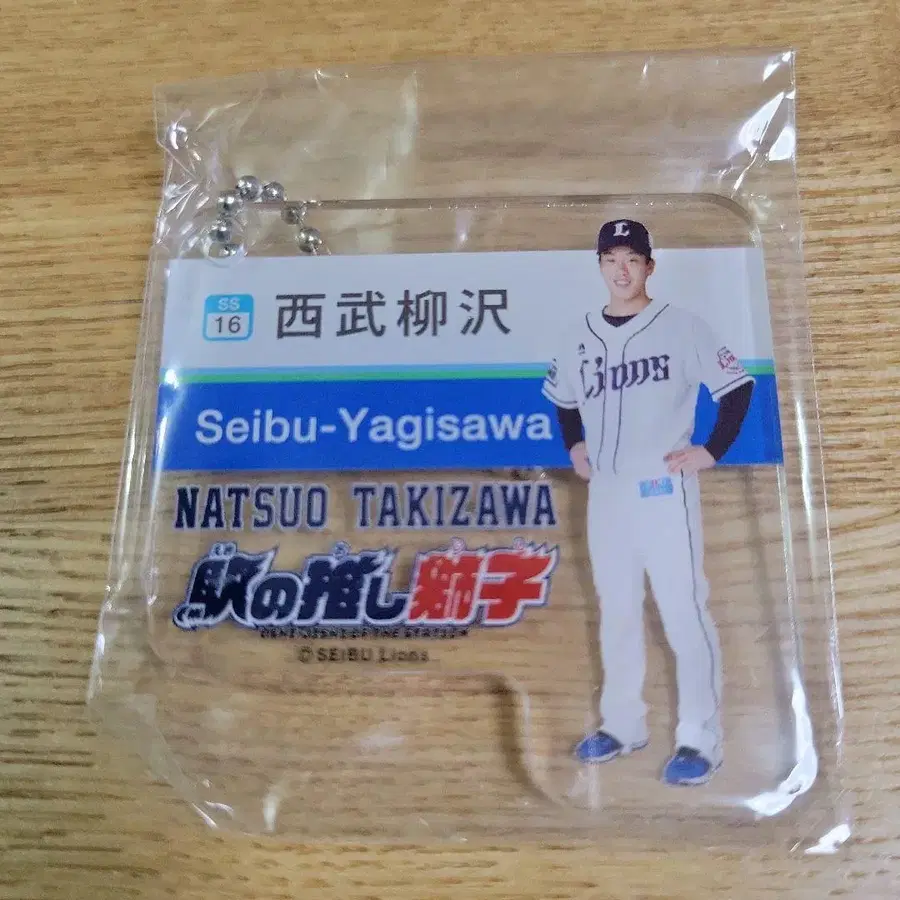 L
SS
16
西武柳沢
Lions
Seibu-Yagisawa
NATSUO TAKIZAWA
駅の推し獅子
© SEIBU Lions